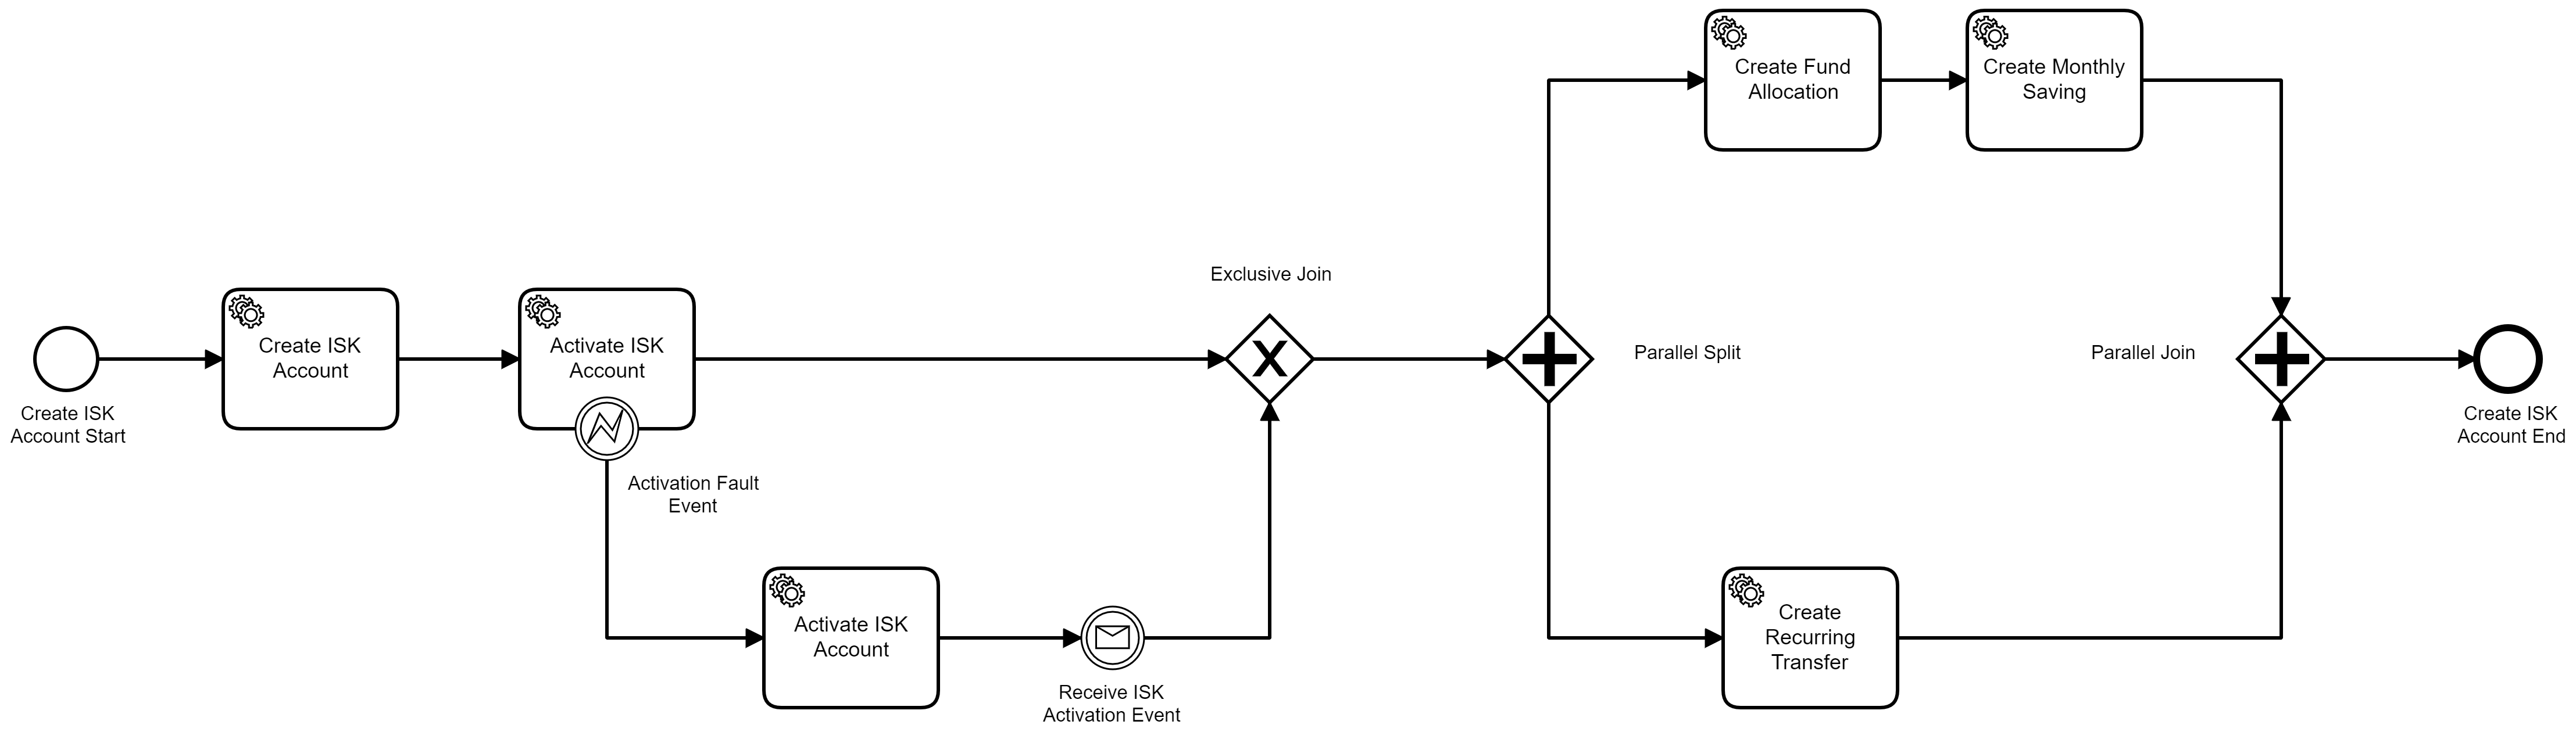 Create ISK
Account Start
Create ISK
Account
Activate ISK
Account
Activation Fault
Event
Activate ISK
Account
Receive ISK
Activation Event
Exclusive Join
Parallel Split
Create Fund
Allocation
Create Monthly
Saving
Create
Recurring
Transfer
Parallel Join
Create ISK
Account End